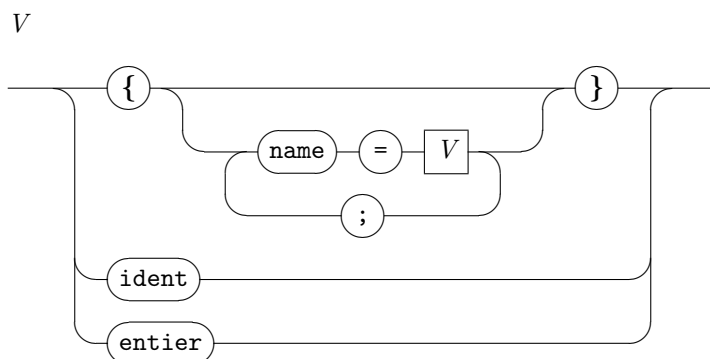 V
{ }
name = V
;
ident
entier